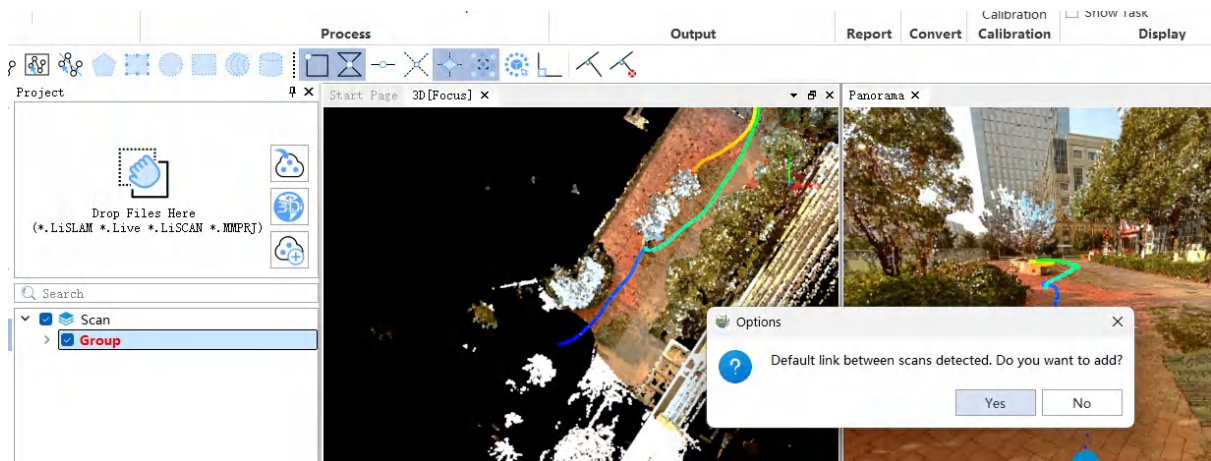 Calibration
Show Task
Process
Output
Report
Convert
Calibration
Display
Project
Start Page
3D[Focus]
Panorama
Drop Files Here
(*.LiSLAM *.Live *.LiSCAN *.MMPRJ)
3D
Search
Scan
Group
Options
Default link between scans detected. Do you want to add?
Yes
No